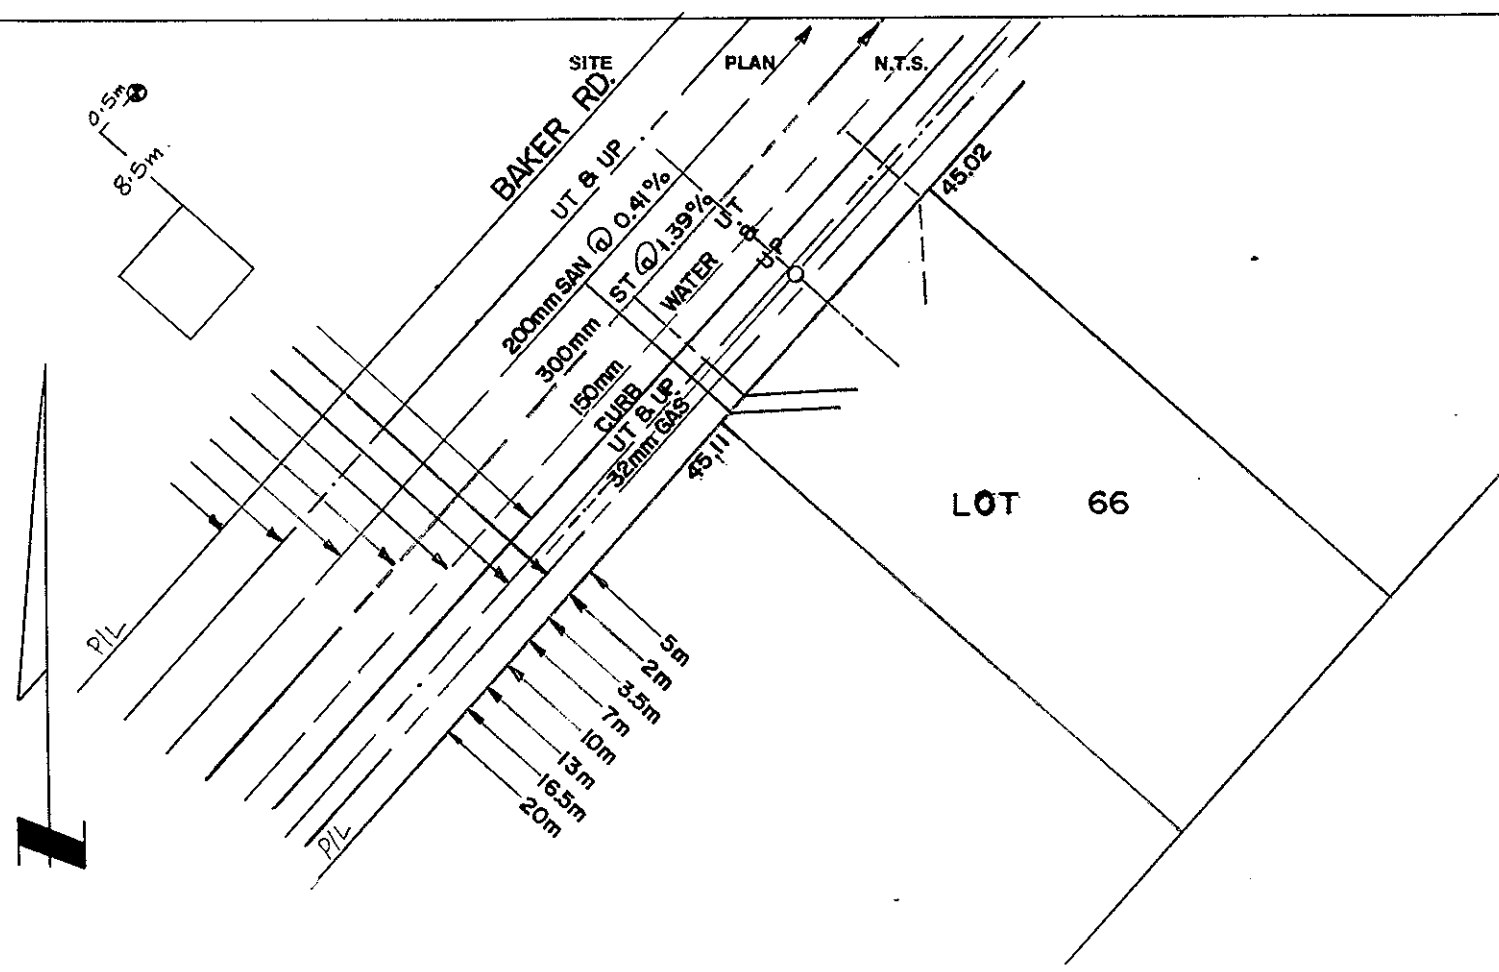 SITE PLAN N.T.S.
BAKER RD.
0.5m
8.5m.
UT & UP
200mm SAN @ 0.41%
300mm ST @ 1.39%
UT & UP
150mm WATER
CURB
UT & UP
32mm GAS
45.02
45.11
LOT 66
P/L
P/L
5m
2m
3.5m
7m
10m
13m
16.5m
20m